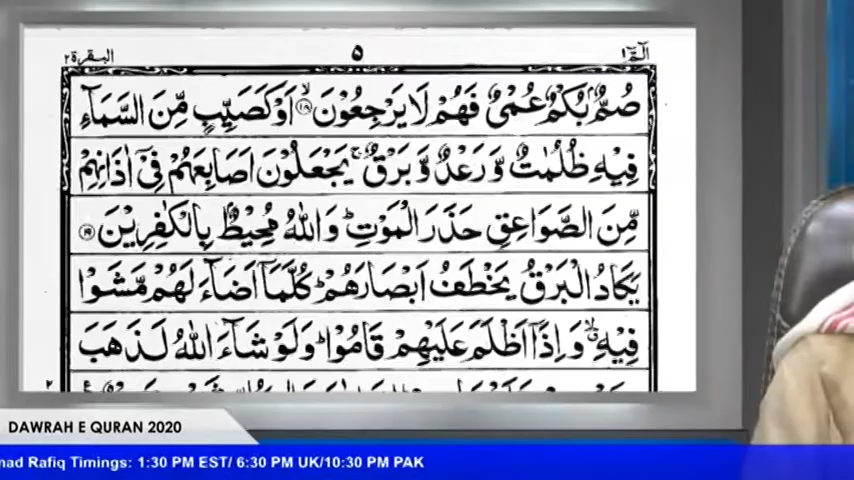 الٓمّٓ ١ ٥ البقرة ٢
صُمٌّۢ بُكْمٌ عُمْیٌ فَهُمْ لَا یَرْجِعُوْنَ ۙ﴿۱۸﴾ اَوْ كَصَیِّبٍ مِّنَ السَّمَآءِ
فِیْهِ ظُلُمٰتٌ وَّ رَعْدٌ وَّ بَرْقٌ ۚ یَجْعَلُوْنَ اَصَابِعَهُمْ فِیْۤ اٰذَانِهِمْ
مِّنَ الصَّوَاعِقِ حَذَرَ الْمَوْتِ ؕ وَ اللّٰهُ مُحِیْطٌۢ بِالْكٰفِرِیْنَ ﴿۱۹﴾
یَكَادُ الْبَرْقُ یَخْطَفُ اَبْصَارَهُمْ ؕ كُلَّمَاۤ اَضَآءَ لَهُمْ مَّشَوْا
فِیْهِ ۙۗ وَ اِذَاۤ اَظْلَمَ عَلَیْهِمْ قَامُوْا ؕ وَ لَوْ شَآءَ اللّٰهُ لَذَهَبَ
DAWRAH E QURAN 2020
mad Rafiq Timings: 1:30 PM EST/ 6:30 PM UK/10:30 PM PAK